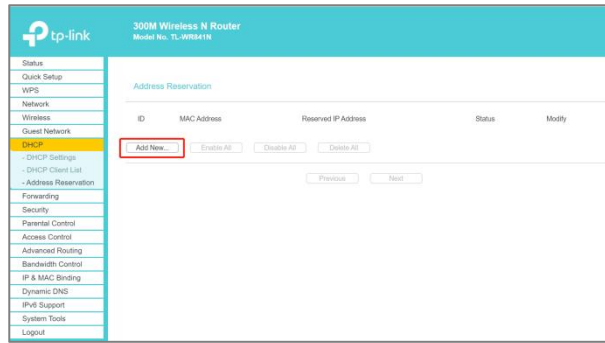 tp-link
300M Wireless N Router
Model No. TL-WR841N
Status
Quick Setup
WPS
Network
Wireless
Guest Network
DHCP
- DHCP Settings
- DHCP Client List
- Address Reservation
Forwarding
Security
Parental Control
Access Control
Advanced Routing
Bandwidth Control
IP & MAC Binding
Dynamic DNS
IPv6 Support
System Tools
Logout
Address Reservation
ID MAC Address Reserved IP Address Status Modify
Add New... Enable All Disable All Delete All
Previous Next